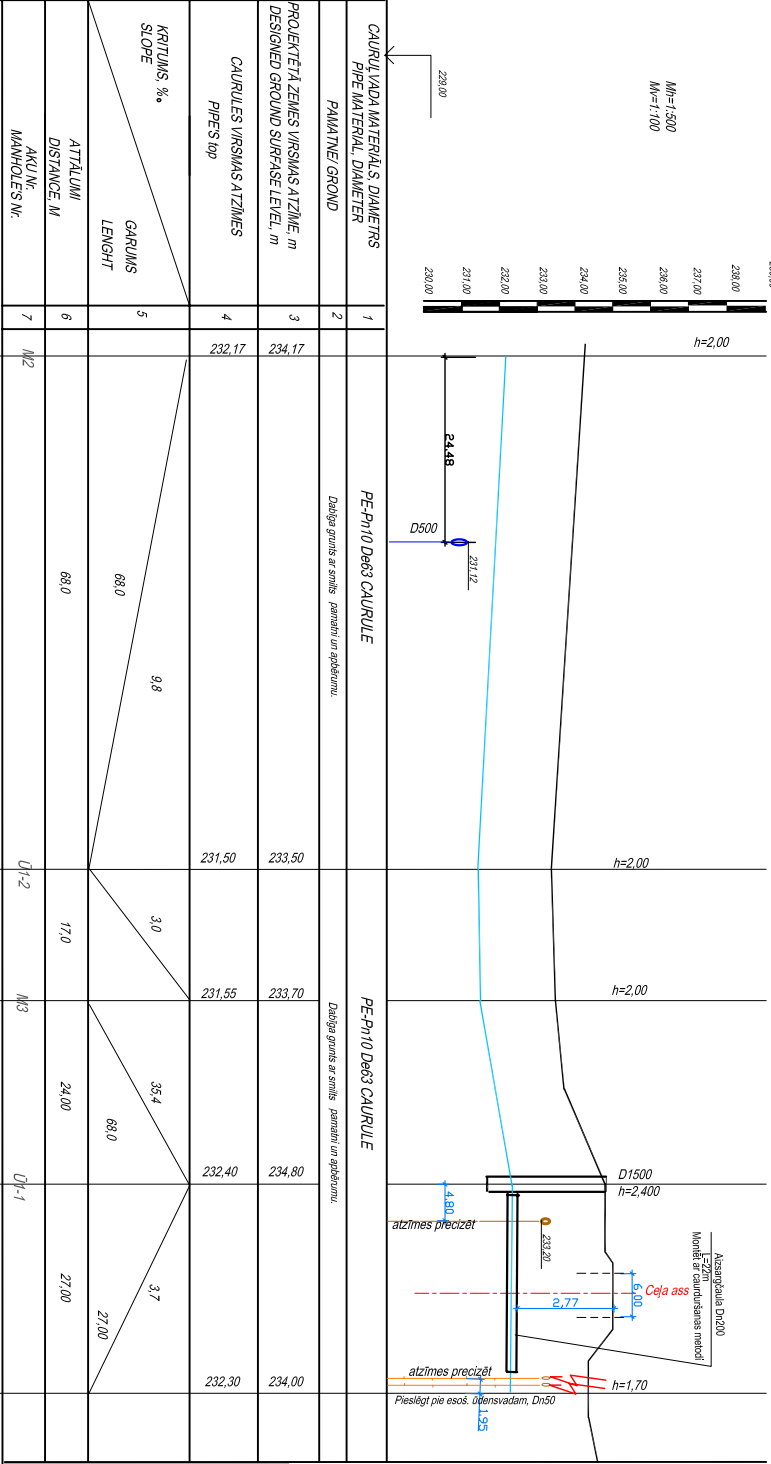 Mh=1:500
Mv=1:100
229,00
230,00
231,00
232,00
233,00
234,00
235,00
236,00
237,00
238,00
h=2,00
24.48
D500
231,12
h=2,00
h=2,00
D1500
h=2,400
4.80
atzīmes precizēt
233,20
Aizsargčaula Dn200
L=22m
Montēt ar caurduršanas metodi
6,00
Ceļa ass
2,77
atzīmes precizēt
h=1,70
Pieslēgt pie esoš. ūdensvadam, Dn50
1.95
CAURUĻVADA MATERIĀLS, DIAMETRS
PIPE MATERIAL, DIAMETER
1
PE-Pn10 De63 CAURULE
PE-Pn10 De63 CAURULE
PAMATNE/ GROND
2
Dabīga grunts ar smilts pamatni un apbērumu.
Dabīga grunts ar smilts pamatni un apbērumu.
PROJEKTĒTĀ ZEMES VIRSMAS ATZĪME, m
DESIGNED GROUND SURFASE LEVEL, m
3
234,17
233,50
233,70
234,80
234,00
CAURULES VIRSMAS ATZĪMES
PIPE'S top
4
232,17
231,50
231,55
232,40
232,30
KRITUMS, ‰
SLOPE
GARUMS
LENGHT
5
68,0
9,8
3,0
35,4
68,0
3,7
27,00
ATTĀLUMI
DISTANCE, M
6
68,0
17,0
24,00
27,00
AKU Nr.
MANHOLE'S Nr.
7
M2
Ū1-2
M3
Ū1-1